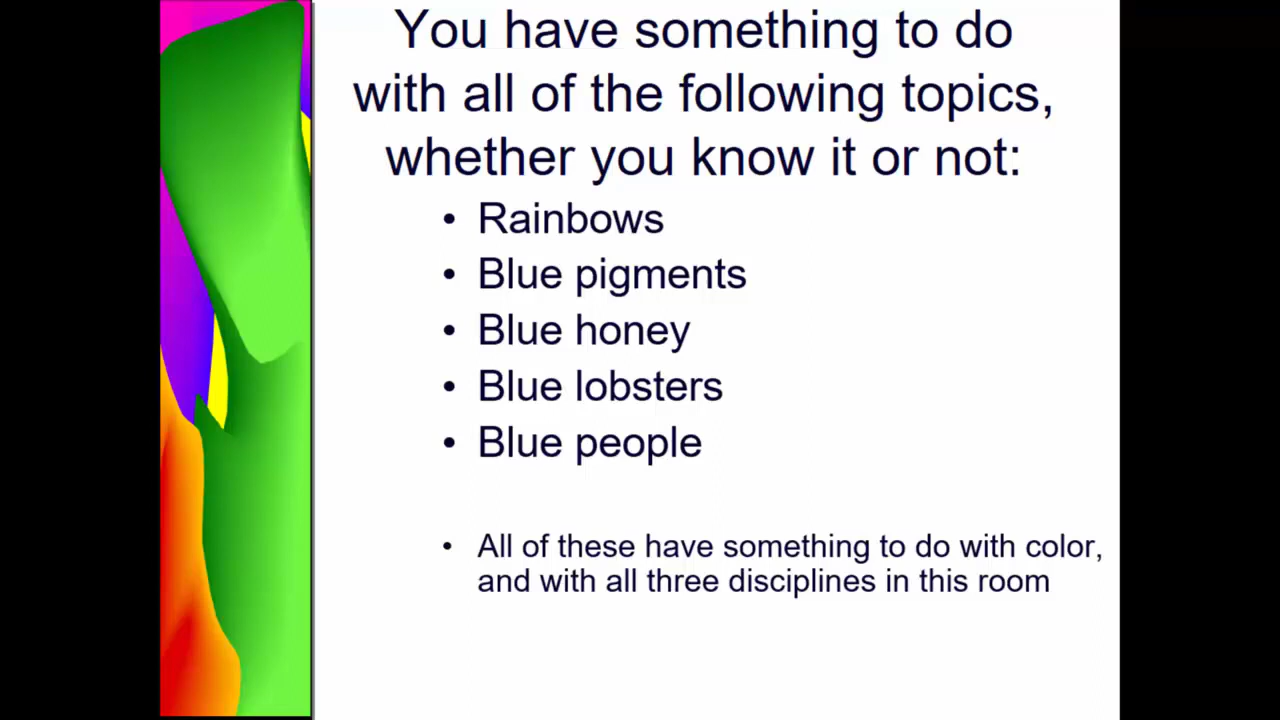 You have something to do
with all of the following topics,
whether you know it or not:
• Rainbows
• Blue pigments
• Blue honey
• Blue lobsters
• Blue people
• All of these have something to do with color,
and with all three disciplines in this room